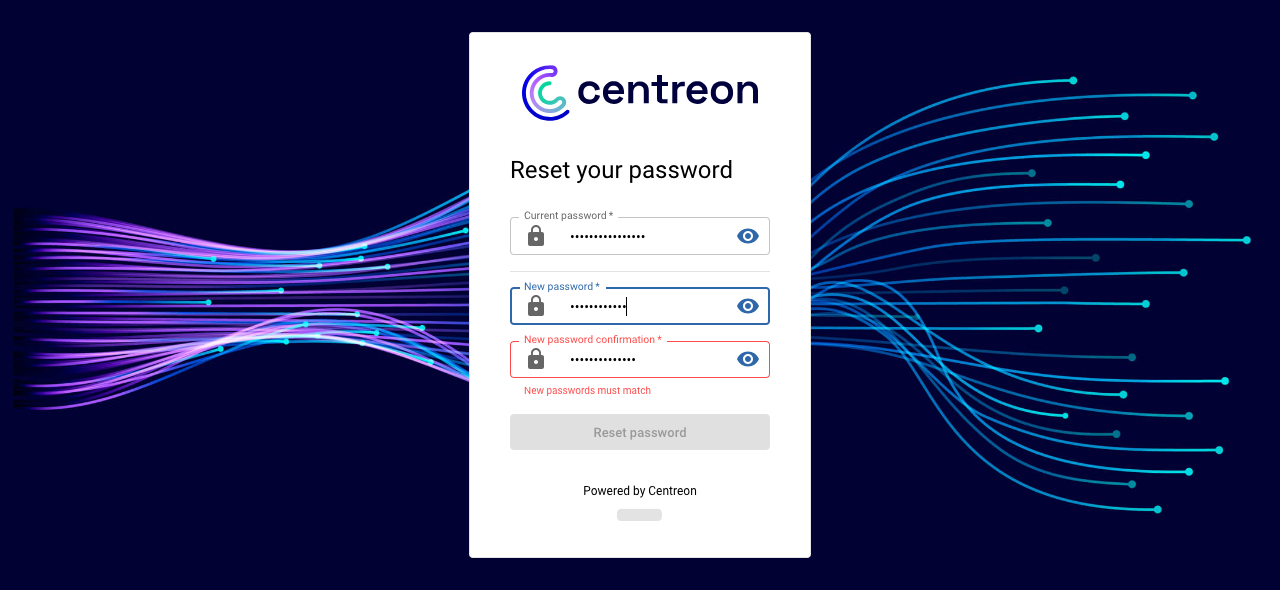 centreon
Reset your password
Current password *
••••••••••••••••
New password *
••••••••••••
New password confirmation *
••••••••••••••
New passwords must match
Reset password
Powered by Centreon